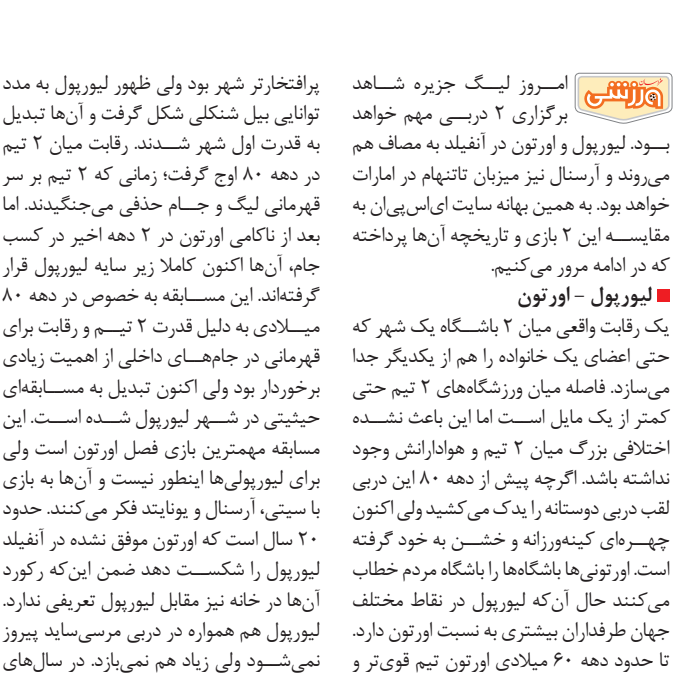 خراسان
ورزشی
امروز لیگ جزیره شاهد
برگزاری ۲ دربی مهم خواهد
بود. لیورپول و اورتون در آنفیلد به مصاف هم
می‌روند و آرسنال نیز میزبان تاتنهام در امارات
خواهد بود. به همین بهانه سایت ای‌اس‌پی‌ان به
مقایسه این ۲ بازی و تاریخچه آن‌ها پرداخته
که در ادامه مرور می‌کنیم.
لیورپول - اورتون
یک رقابت واقعی میان ۲ باشگاه یک شهر که
حتی اعضای یک خانواده را هم از یکدیگر جدا
می‌سازد. فاصله میان ورزشگاه‌های ۲ تیم حتی
کمتر از یک مایل است اما این باعث نشده
اختلافی بزرگ میان ۲ تیم و هوادارانش وجود
نداشته باشد. اگرچه پیش از دهه ۸۰ این دربی
لقب دربی دوستانه را یدک می‌کشید ولی اکنون
چهره‌ای کینه‌ورزانه و خشن به خود گرفته
است. اورتونی‌ها باشگاه‌ها را باشگاه مردم خطاب
می‌کنند حال آن‌که لیورپول در نقاط مختلف
جهان طرفداران بیشتری به نسبت اورتون دارد.
تا حدود دهه ۶۰ میلادی اورتون تیم قوی‌تر و
پرافتخارتر شهر بود ولی ظهور لیورپول به مدد
توانایی بیل شنکلی شکل گرفت و آن‌ها تبدیل
به قدرت اول شهر شدند. رقابت میان ۲ تیم
در دهه ۸۰ اوج گرفت؛ زمانی که ۲ تیم بر سر
قهرمانی لیگ و جام حذفی می‌جنگیدند. اما
بعد از ناکامی اورتون در ۲ دهه اخیر در کسب
جام، آن‌ها اکنون کاملا زیر سایه لیورپول قرار
گرفته‌اند. این مسابقه به خصوص در دهه ۸۰
میلادی به دلیل قدرت ۲ تیم و رقابت برای
قهرمانی در جام‌های داخلی از اهمیت زیادی
برخوردار بود ولی اکنون تبدیل به مسابقه‌ای
حیثیتی در شهر لیورپول شده است. این
مسابقه مهمترین بازی فصل اورتون است ولی
برای لیورپولی‌ها اینطور نیست و آن‌ها به بازی
با سیتی، آرسنال و یونایتد فکر می‌کنند. حدود
۲۰ سال است که اورتون موفق نشده در آنفیلد
لیورپول را شکست دهد ضمن این‌که رکورد
آن‌ها در خانه نیز مقابل لیورپول تعریفی ندارد.
لیورپول هم همواره در دربی مرسی‌ساید پیروز
نمی‌شود ولی زیاد هم نمی‌بازد. در سال‌های